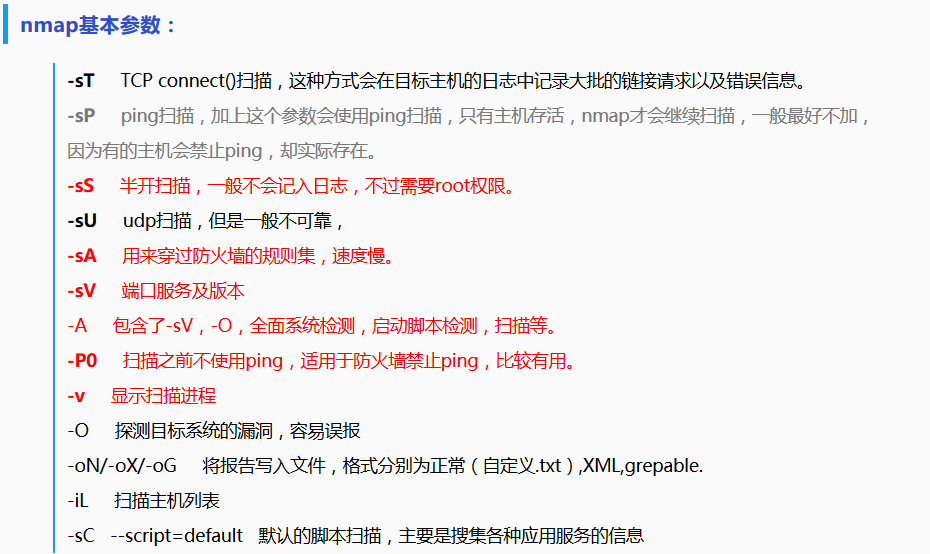 nmap基本参数：
-sT TCP connect()扫描，这种方式会在目标主机的日志中记录大批的链接请求以及错误信息。
-sP ping扫描，加上这个参数会使用ping扫描，只有主机存活，nmap才会继续扫描，一般最好不加，
因为有的主机会禁止ping，却实际存在。
-sS 半开扫描，一般不会记入日志，不过需要root权限。
-sU udp扫描，但是一般不可靠，
-sA 用来穿过防火墙的规则集，速度慢。
-sV 端口服务及版本
-A 包含了-sV，-O，全面系统检测，启动脚本检测，扫描等。
-P0 扫描之前不使用ping，适用于防火墙禁止ping，比较有用。
-v 显示扫描进程
-O 探测目标系统的漏洞，容易误报
-oN/-oX/-oG 将报告写入文件，格式分别为正常（自定义.txt）,XML,grepable.
-iL 扫描主机列表
-sC --script=default 默认的脚本扫描，主要是搜集各种应用服务的信息